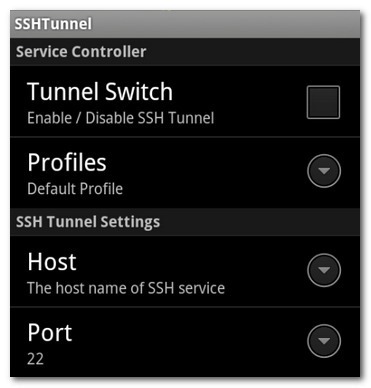 SSHTunnel
Service Controller
Tunnel Switch
Enable / Disable SSH Tunnel
Profiles
Default Profile
SSH Tunnel Settings
Host
The host name of SSH service
Port
22